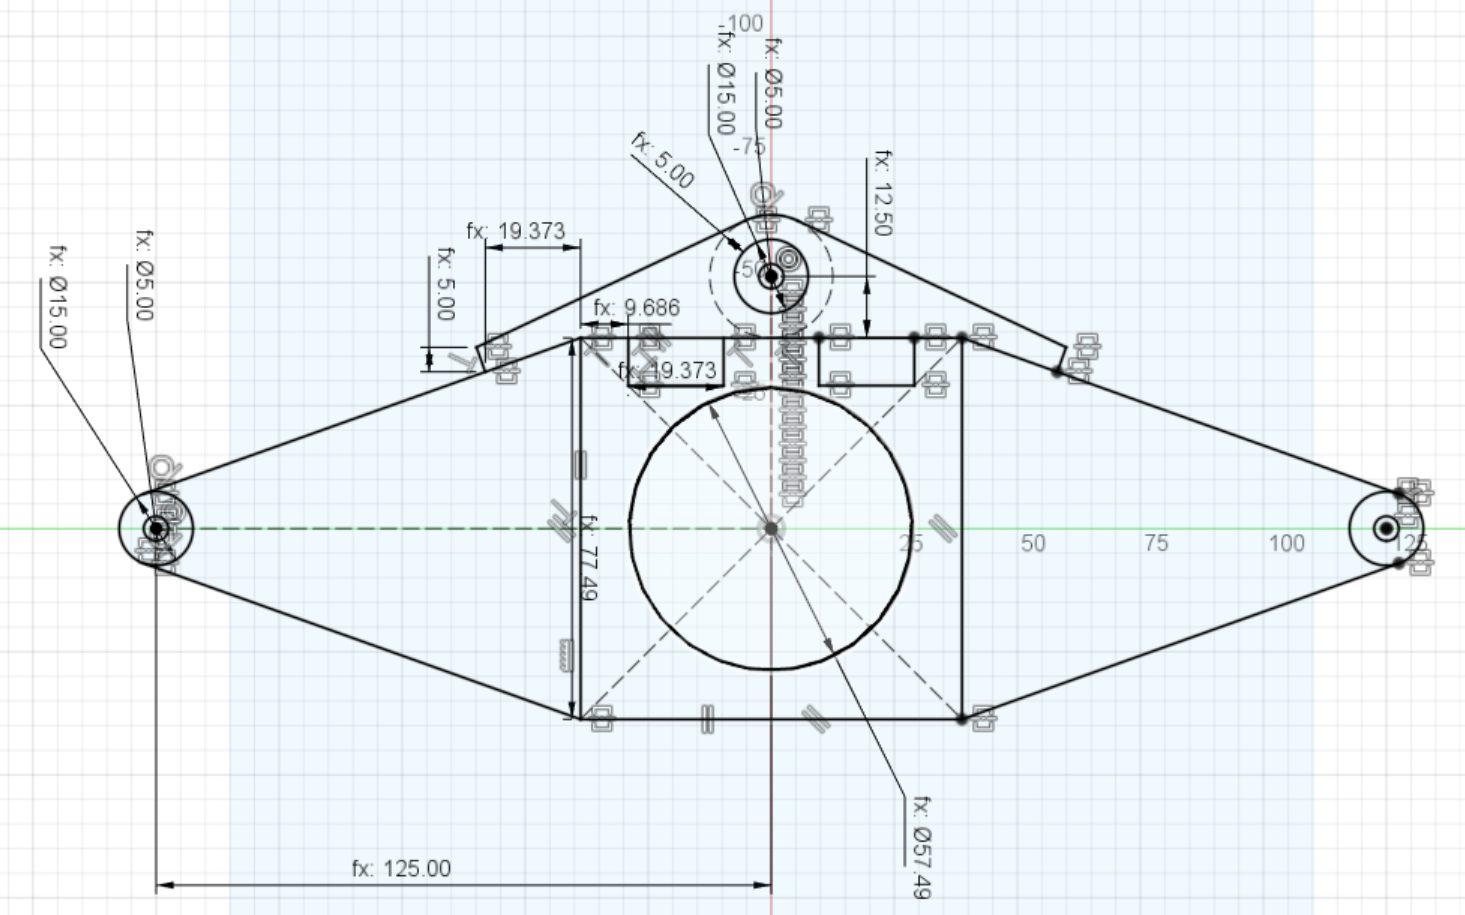 -100
fx: Ø15.00
fx: Ø5.00
-75
fx: 5.00
fx: 12.50
fx: 19.373
fx: Ø5.00
fx: Ø15.00
fx: 5.00
-50
fx: 9.686
fx: 19.373
-25
fx: 77.49
25
50
75
100
125
fx: Ø57.49
fx: 125.00